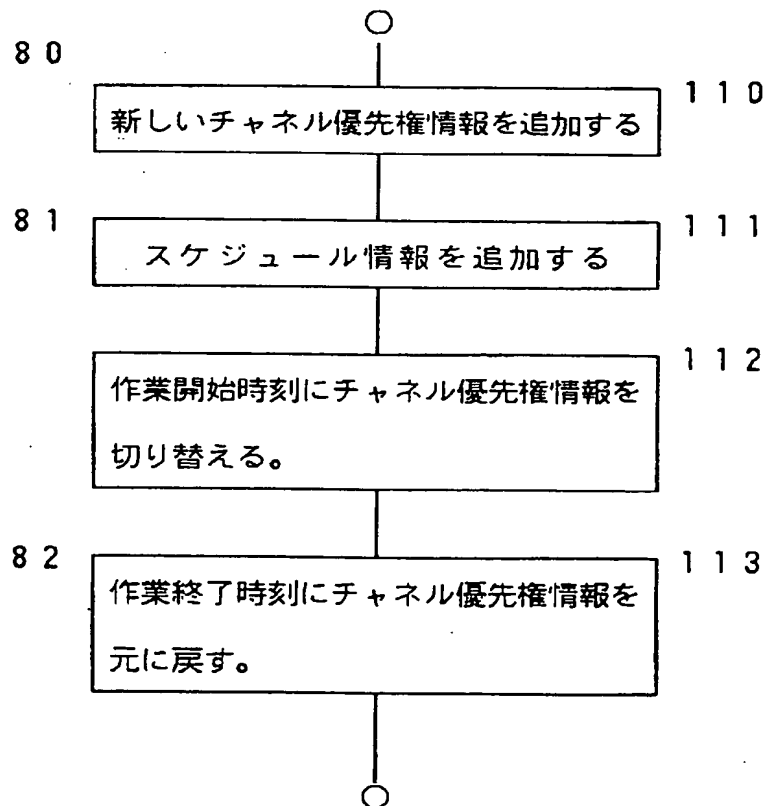 80
110
新しいチャネル優先権情報を追加する
81
111
スケジュール情報を追加する
112
作業開始時刻にチャネル優先権情報を
切り替える。
82
113
作業終了時刻にチャネル優先権情報を
元に戻す。